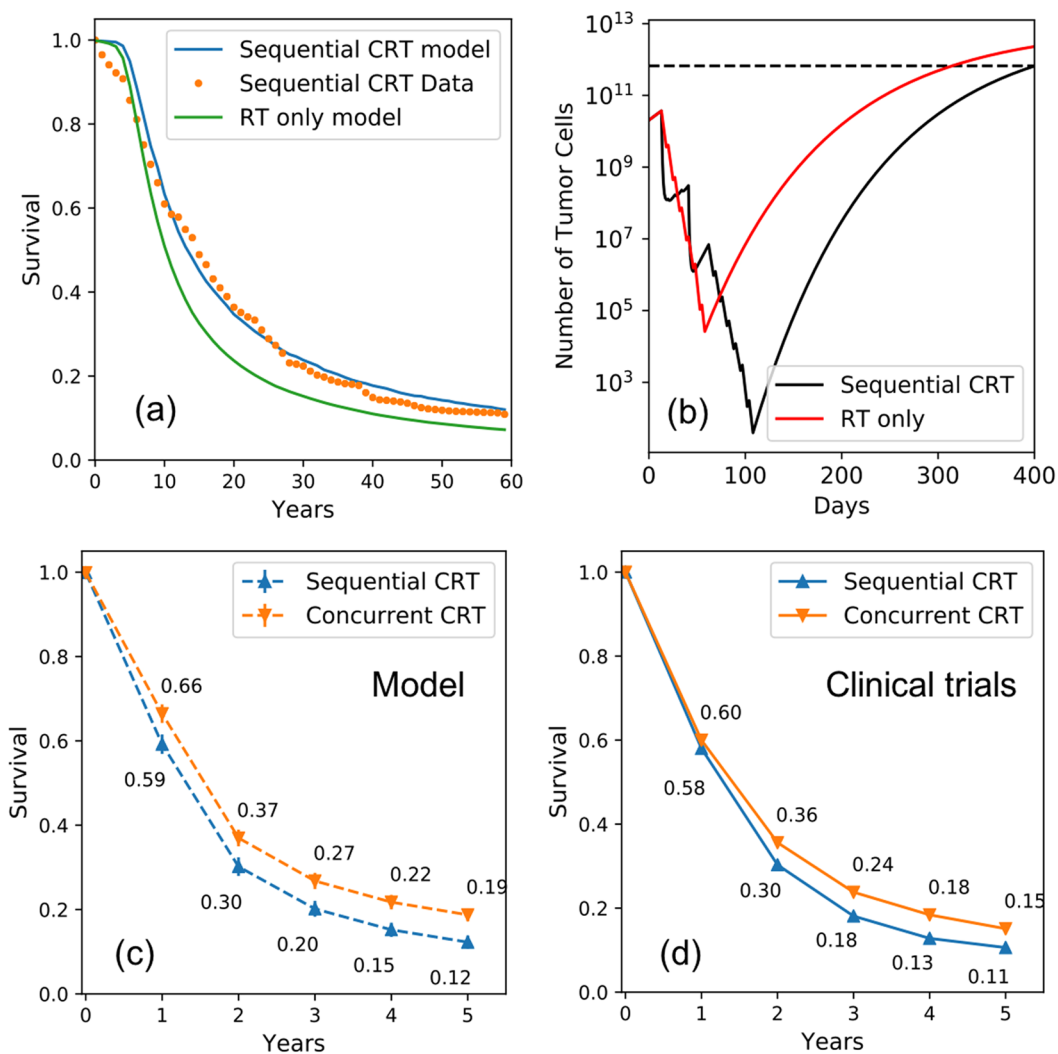 Sequential CRT model
Sequential CRT Data
RT only model
1.0
0.8
0.6
0.4
0.2
0.0
Survival
(a)
0 10 20 30 40 50 60
Years
10^13
10^11
10^9
10^7
10^5
10^3
Number of Tumor Cells
(b)
Sequential CRT
RT only
0 100 200 300 400
Days
Sequential CRT
Concurrent CRT
Model
1.0
0.8
0.6
0.4
0.2
0.0
Survival
0.66
0.59
0.37
0.30
0.27
0.20
0.22
0.15
0.19
0.12
(c)
0 1 2 3 4 5
Years
Sequential CRT
Concurrent CRT
Clinical trials
1.0
0.8
0.6
0.4
0.2
0.0
Survival
0.60
0.58
0.36
0.30
0.24
0.18
0.18
0.13
0.15
0.11
(d)
0 1 2 3 4 5
Years